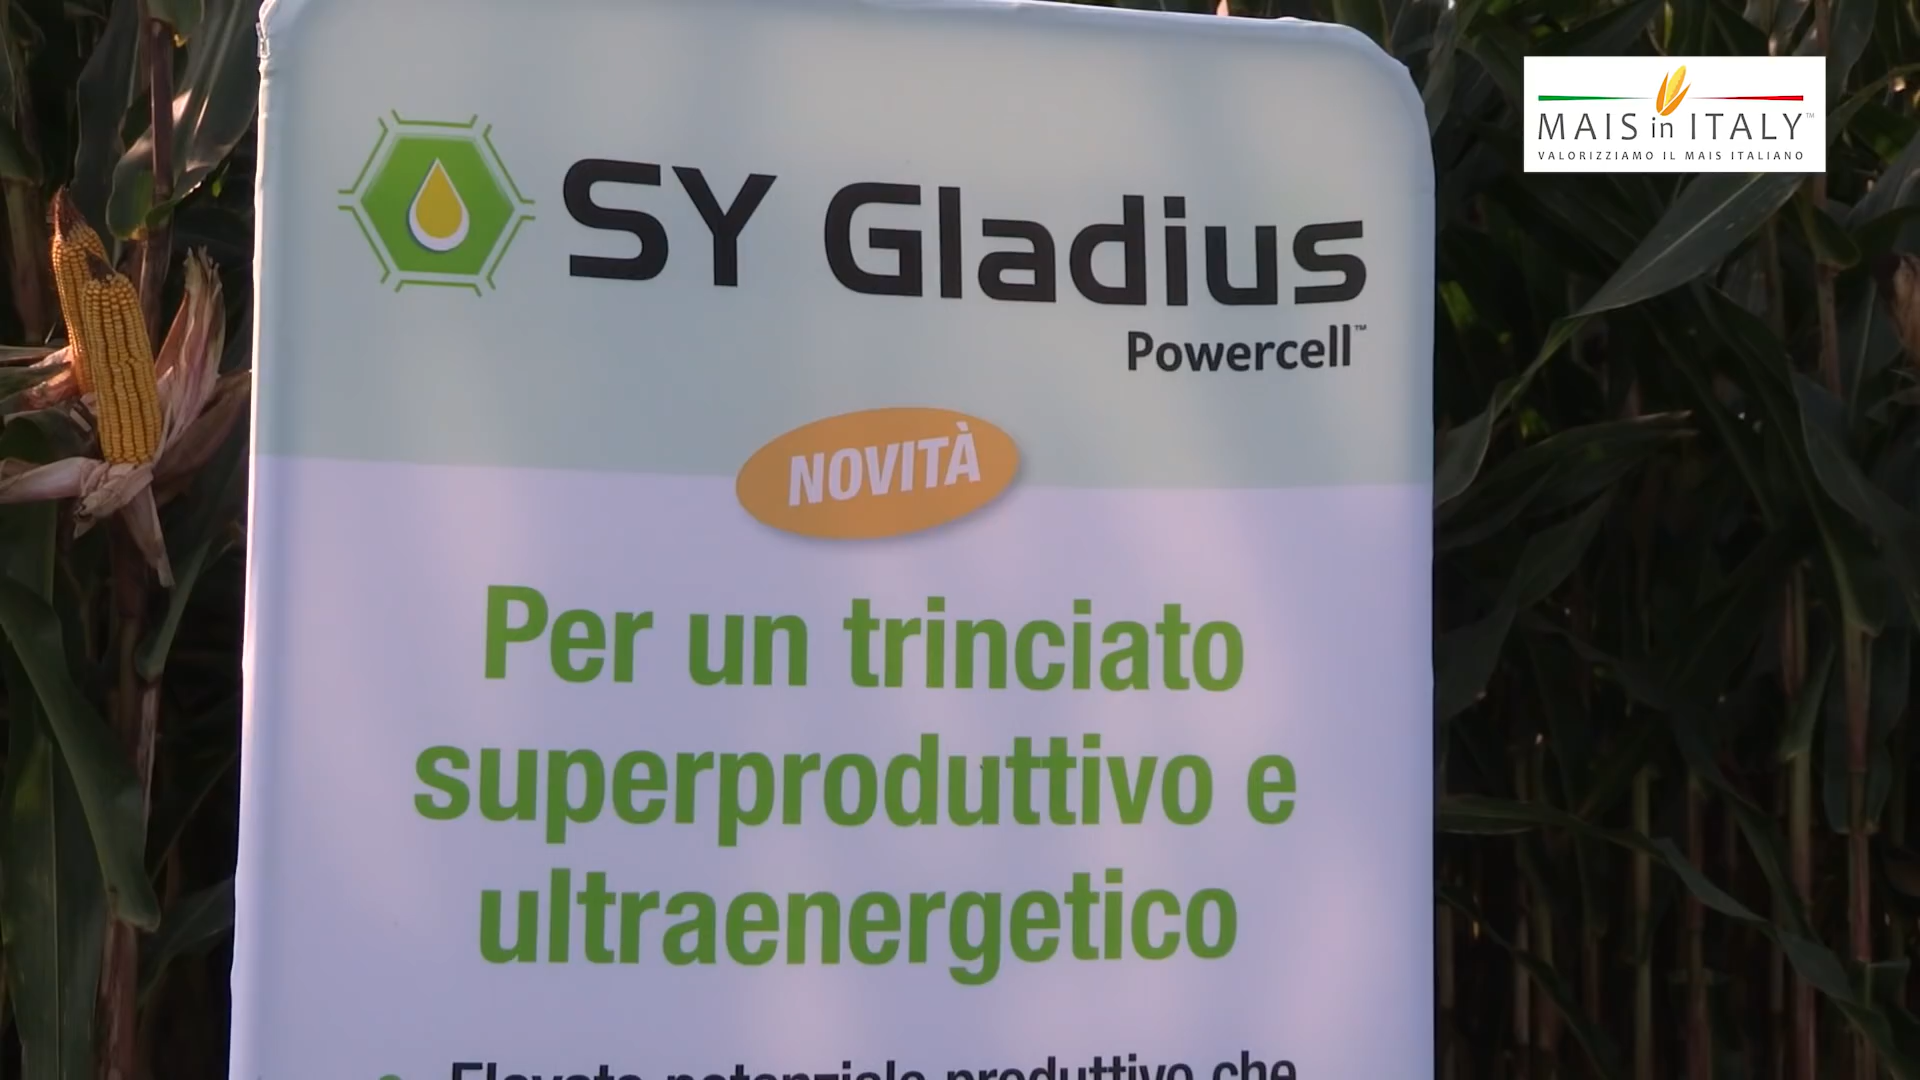 SY Gladius
Powercell™
NOVITÀ
Per un trinciato
superproduttivo e
ultraenergetico
Elevato potenziale produttivo che
MAIS in ITALY™
VALORIZZIAMO IL MAIS ITALIANO